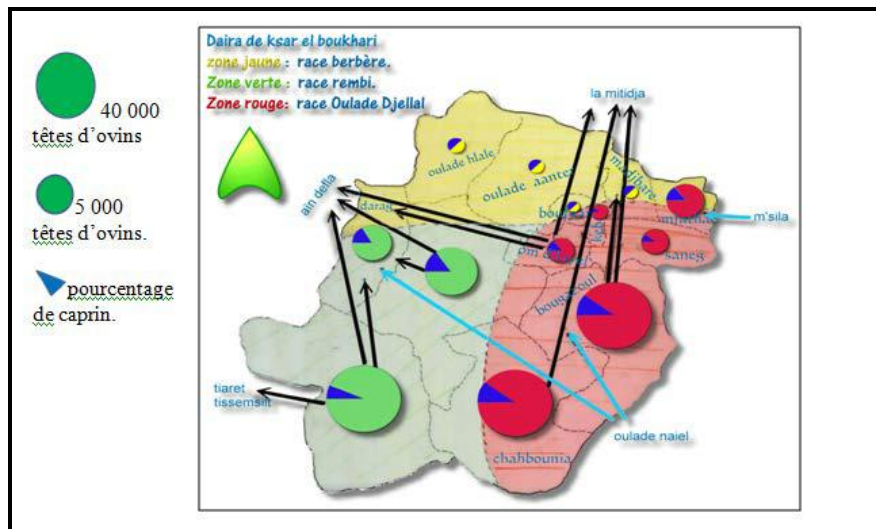 40 000
têtes d'ovins
5 000
têtes d'ovins.
pourcentage
de caprin.
Daira de ksar el boukhari
zone jaune : race berbère.
Zone verte : race rembi.
Zone rouge: race Oulade Djellal
la mitidja
oulade hlale
oulade aantar
ain della
darag
m'sila
saneg
bougazoul
tiaret
tissemsilt
oulade naiel
chahbounia